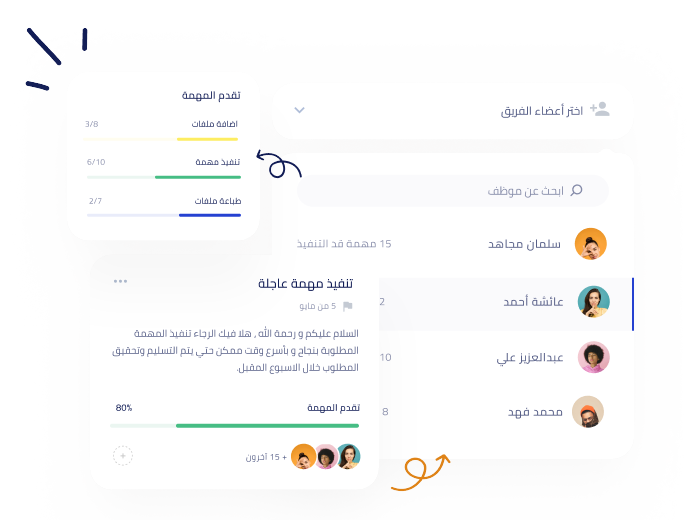 تقدم المهمة
اضافة ملفات 3/8
تنفيذ مهمة 6/10
طباعة ملفات 2/7
اختر أعضاء الفريق
ابحث عن موظف
سلمان مجاهد 15 مهمة قد التنفيذ
عائشة أحمد 2
عبدالعزيز علي 10
محمد فهد 8
تنفيذ مهمة عاجلة
5 من مايو
السلام عليكم و رحمة الله , هلا فيك الرجاء تنفيذ المهمة
المطلوبة بنجاح و بأسرع وقت ممكن حتي يتم التسليم وتحقيق
المطلوب خلال الاسبوع المقبل.
تقدم المهمة 80%
+ 15 آخرون